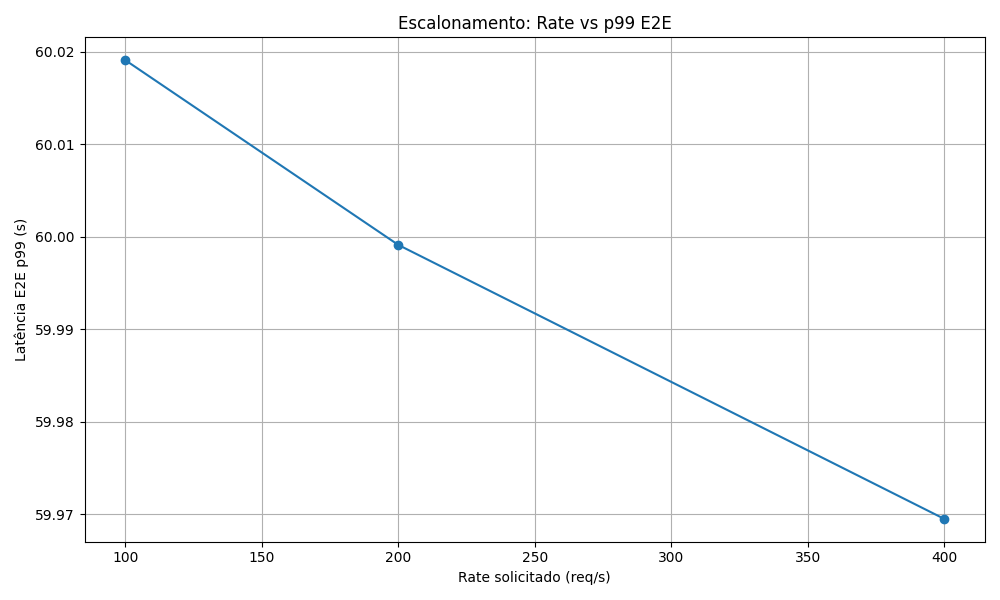 Escalonamento: Rate vs p99 E2E
Latência E2E p99 (s)
60.02
60.01
60.00
59.99
59.98
59.97
100 150 200 250 300 350 400
Rate solicitado (req/s)